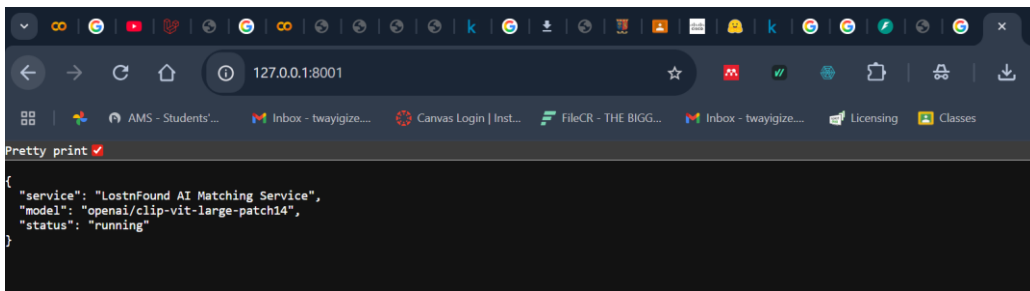 127.0.0.1:8001
AMS - Students'... Inbox - twayigize.... Canvas Login | Inst... FileCR - THE BIGG... Inbox - twayigize.... Licensing Classes
Pretty print
{
"service": "LostnFound AI Matching Service",
"model": "openai/clip-vit-large-patch14",
"status": "running"
}